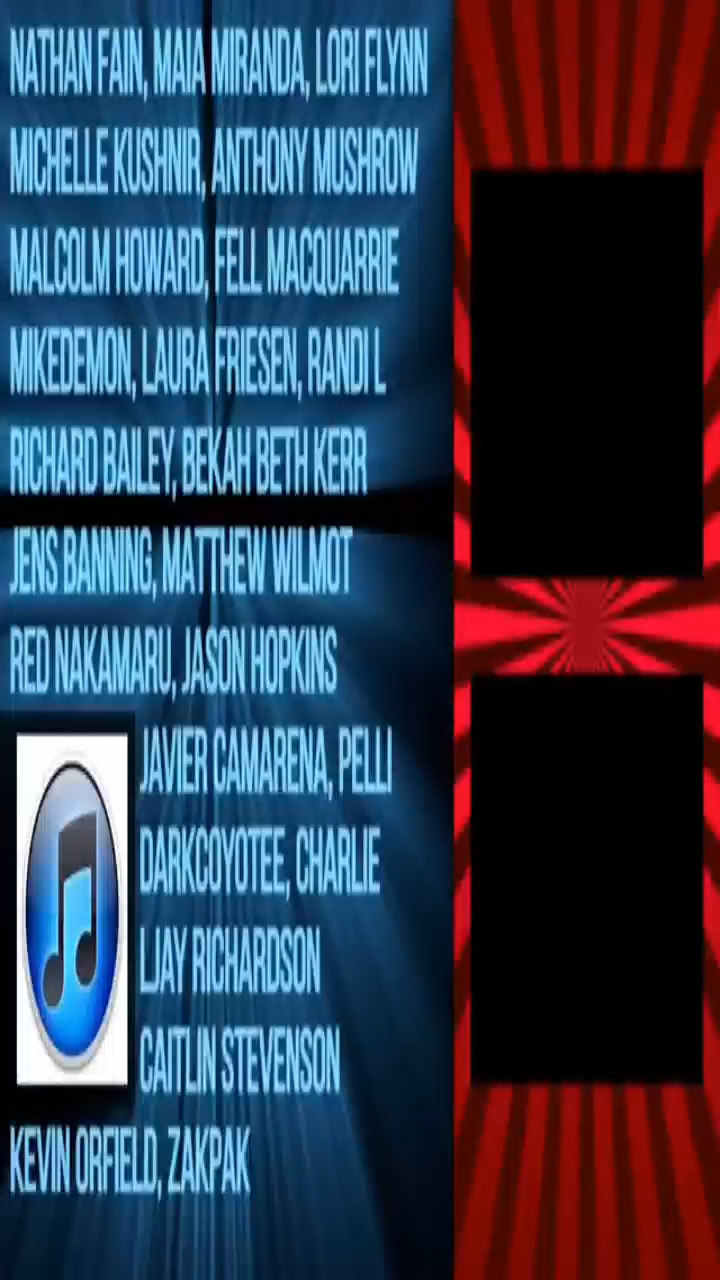 NATHAN FAIN, MAIA MIRANDA, LORI FLYNN
MICHELLE KUSHNIR, ANTHONY MUSHROW
MALCOLM HOWARD, FELL MACQUARRIE
MIKEDEMON, LAURA FRIESEN, RANDI L
RICHARD BAILEY, BEKAH BETH KERR
JENS BANNING, MATTHEW WILMOT
RED NAKAMARU, JASON HOPKINS
JAVIER CAMARENA, PELLI
DARKCOYOTEE, CHARLIE
LJAY RICHARDSON
CAITLIN STEVENSON
KEVIN ORFIELD, ZAKPAK